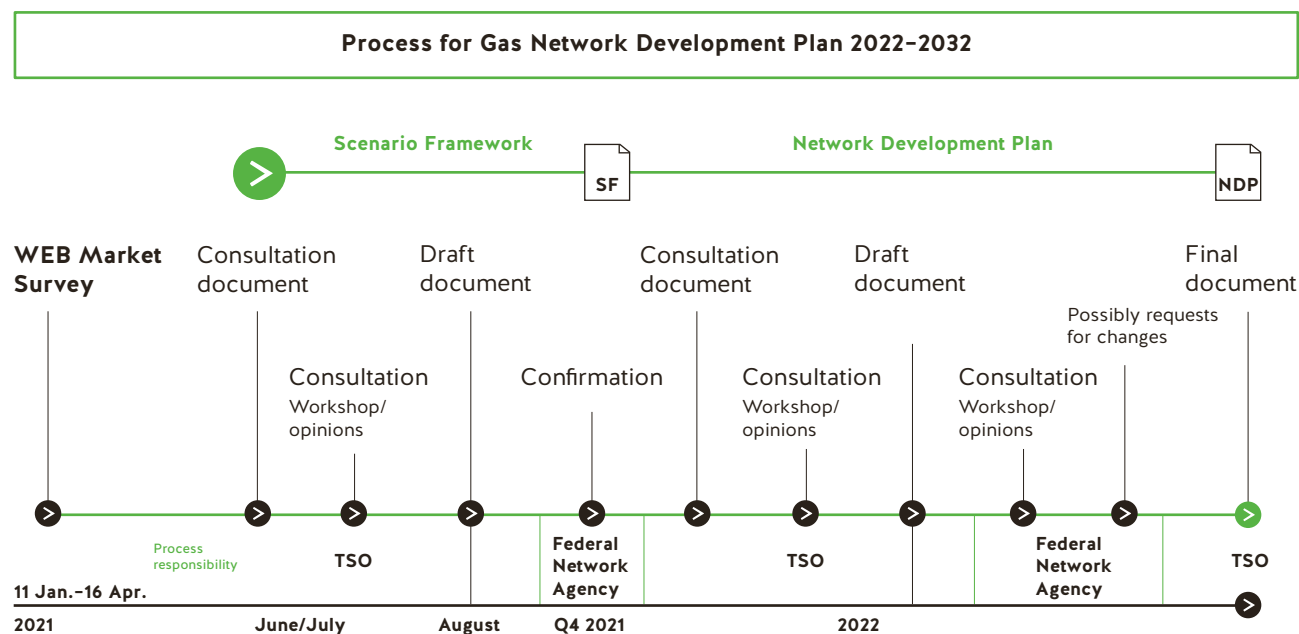 Process for Gas Network Development Plan 2022–2032
Scenario Framework
Network Development Plan
SF
NDP
WEB Market
Survey
Consultation
document
Draft
document
Consultation
document
Draft
document
Final
document
Possibly requests
for changes
Consultation
Workshop/
opinions
Confirmation
Consultation
Workshop/
opinions
Consultation
Workshop/
opinions
Process
responsibility
TSO
Federal
Network
Agency
TSO
Federal
Network
Agency
TSO
11 Jan.–16 Apr.
2021
June/July
August
Q4 2021
2022